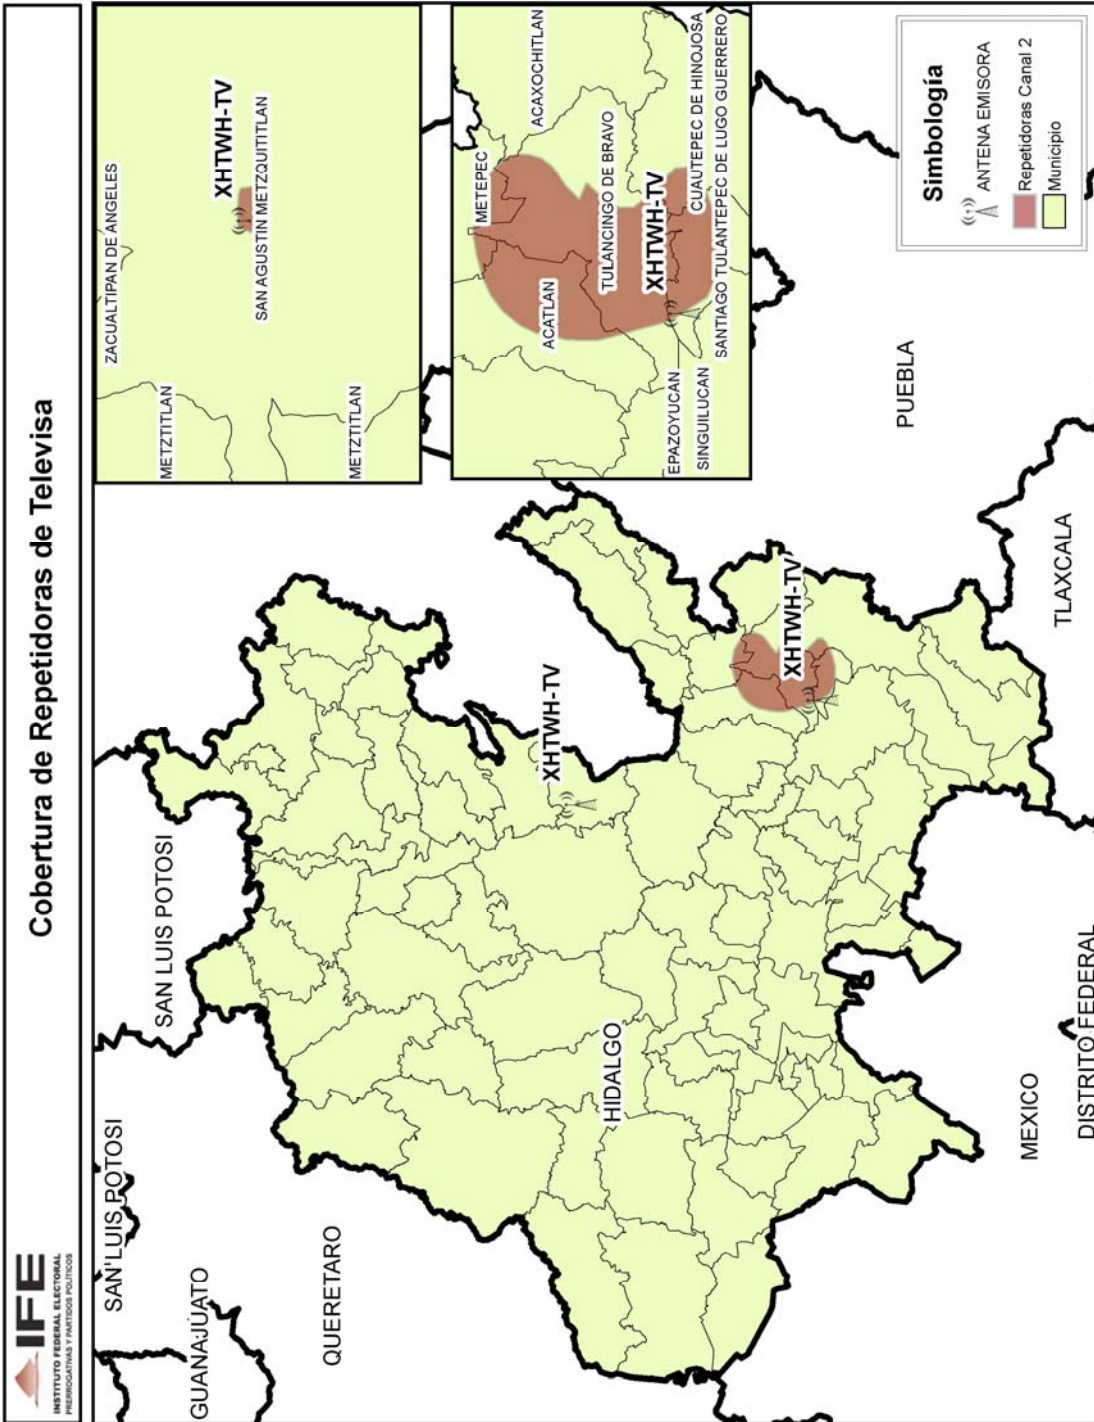 IFE
INSTITUTO FEDERAL ELECTORAL
PRERROGATIVAS Y PARTIDOS POLITICOS
Cobertura de Repetidoras de Televisa
SAN LUIS POTOSI
GUANAJUATO
QUERETARO
SAN LUIS POTOSI
HIDALGO
XHTWH-TV
XHTWH-TV
MEXICO
DISTRITO FEDERAL
TLAXCALA
PUEBLA
ZACUALTIPAN DE ANGELES
METZTITLAN
XHTWH-TV
SAN AGUSTIN METZQUITITLAN
METZTITLAN
METEPEC
ACAXOCHITLAN
ACATLAN
TULANCINGO DE BRAVO
XHTWH-TV
EPAZOYUCAN
SINGUILUCAN
CUAUTEPEC DE HINOJOSA
SANTIAGO TULANTEPEC DE LUGO GUERRERO
Simbología
ANTENA EMISORA
Repetidoras Canal 2
Municipio